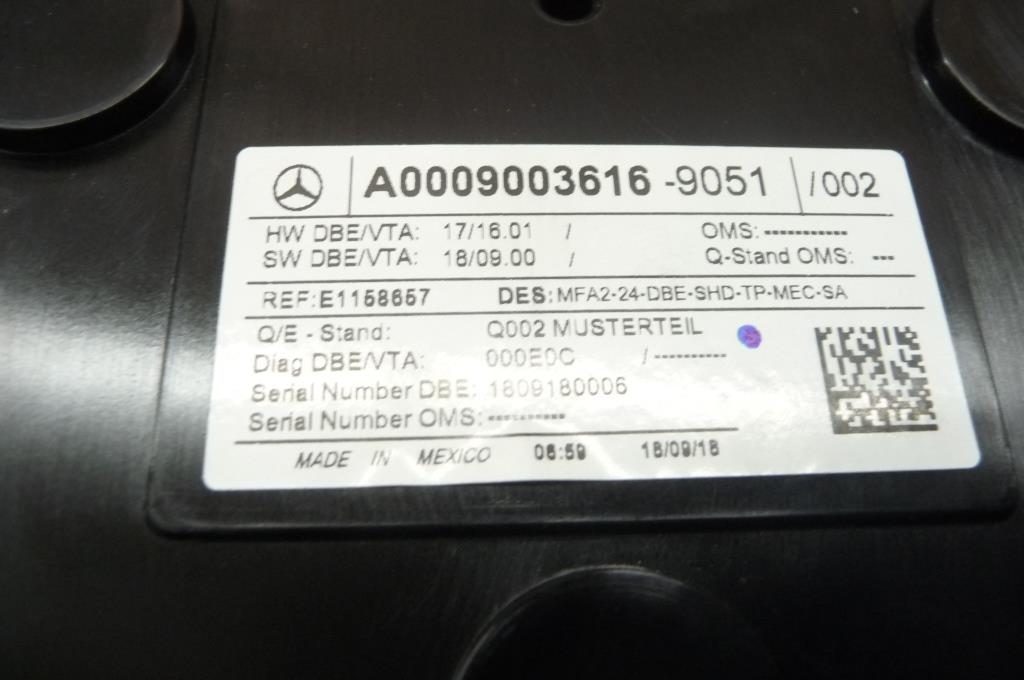 A0009003616 -9051 /002
HW DBE/VTA: 17/16.01 / OMS: -----------
SW DBE/VTA: 18/09.00 / Q-Stand OMS: ---
REF:E1158657 DES:MFA2-24-DBE-SHD-TP-MEC-SA
Q/E - Stand: Q002 MUSTERTEIL
Diag DBE/VTA: 000E0C /----------
Serial Number DBE: 1809180006
Serial Number OMS: -----------
MADE IN MEXICO 06:59 18/09/18